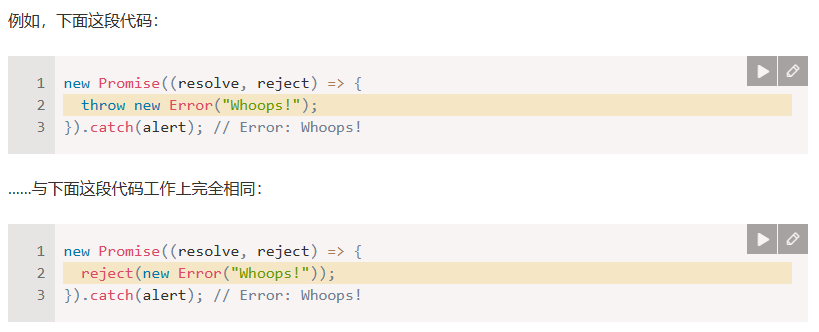 例如，下面这段代码：
1 new Promise((resolve, reject) => {
2   throw new Error("Whoops!");
3 }).catch(alert); // Error: Whoops!
……与下面这段代码工作上完全相同：
1 new Promise((resolve, reject) => {
2   reject(new Error("Whoops!"));
3 }).catch(alert); // Error: Whoops!